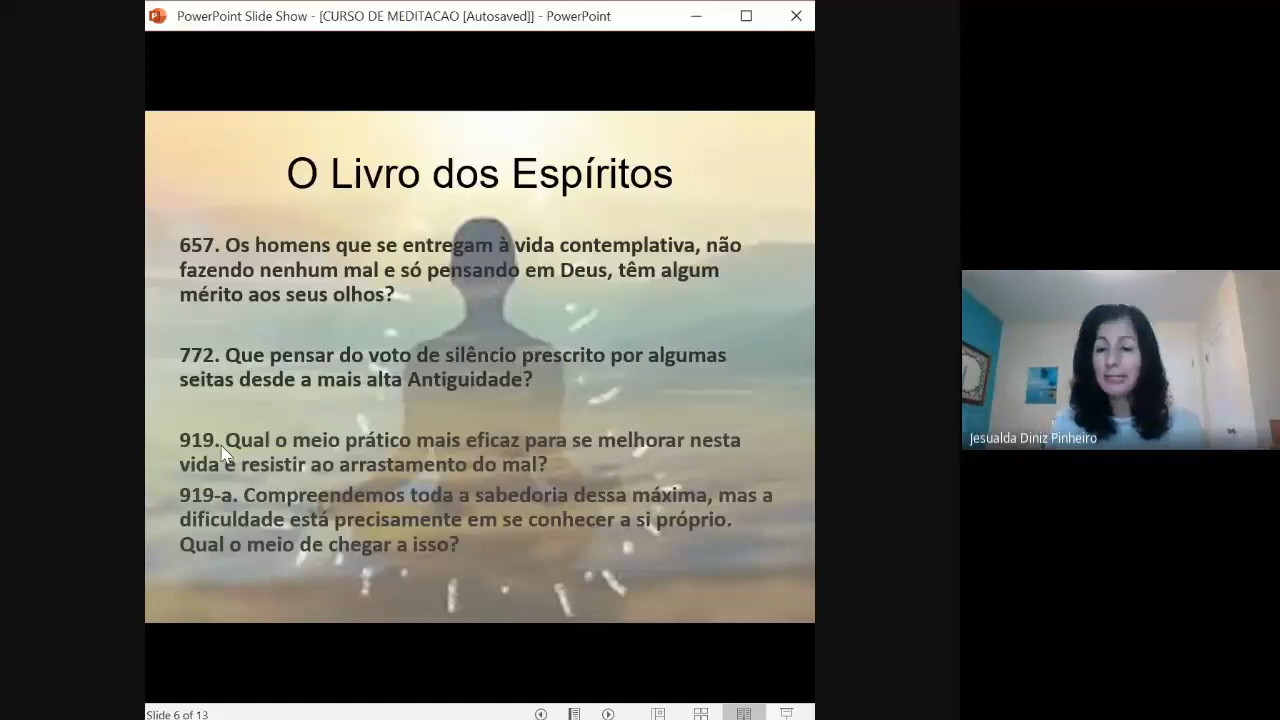 PowerPoint Slide Show - [CURSO DE MEDITACAO [Autosaved]] - PowerPoint
O Livro dos Espíritos
657. Os homens que se entregam à vida contemplativa, não
fazendo nenhum mal e só pensando em Deus, têm algum
mérito aos seus olhos?
772. Que pensar do voto de silêncio prescrito por algumas
seitas desde a mais alta Antiguidade?
919. Qual o meio prático mais eficaz para se melhorar nesta
vida e resistir ao arrastamento do mal?
919-a. Compreendemos toda a sabedoria dessa máxima, mas a
dificuldade está precisamente em se conhecer a si próprio.
Qual o meio de chegar a isso?
Jesualda Diniz Pinheiro
Slide 6 of 13